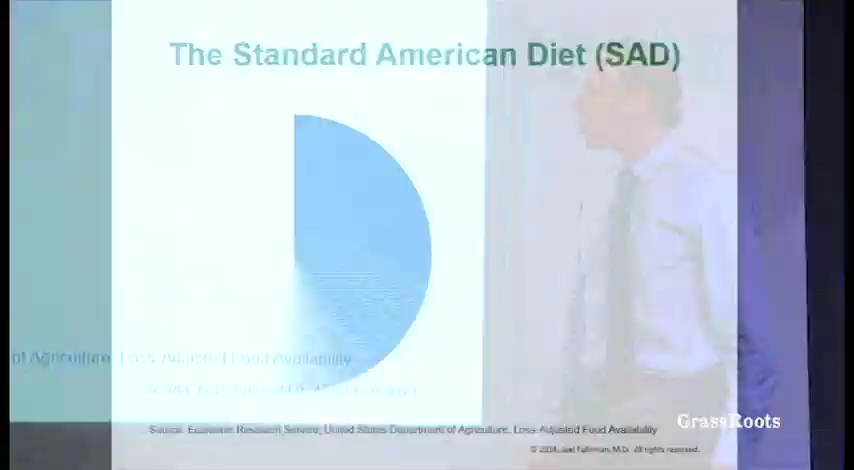 The Standard American Diet (SAD)
of Agriculture, Loss-Adjusted Food Availability
Source: Economic Research Service, United States Department of Agriculture, Loss-Adjusted Food Availability
GrassRoots
© 2014, Joel Fuhrman, M.D. All rights reserved.